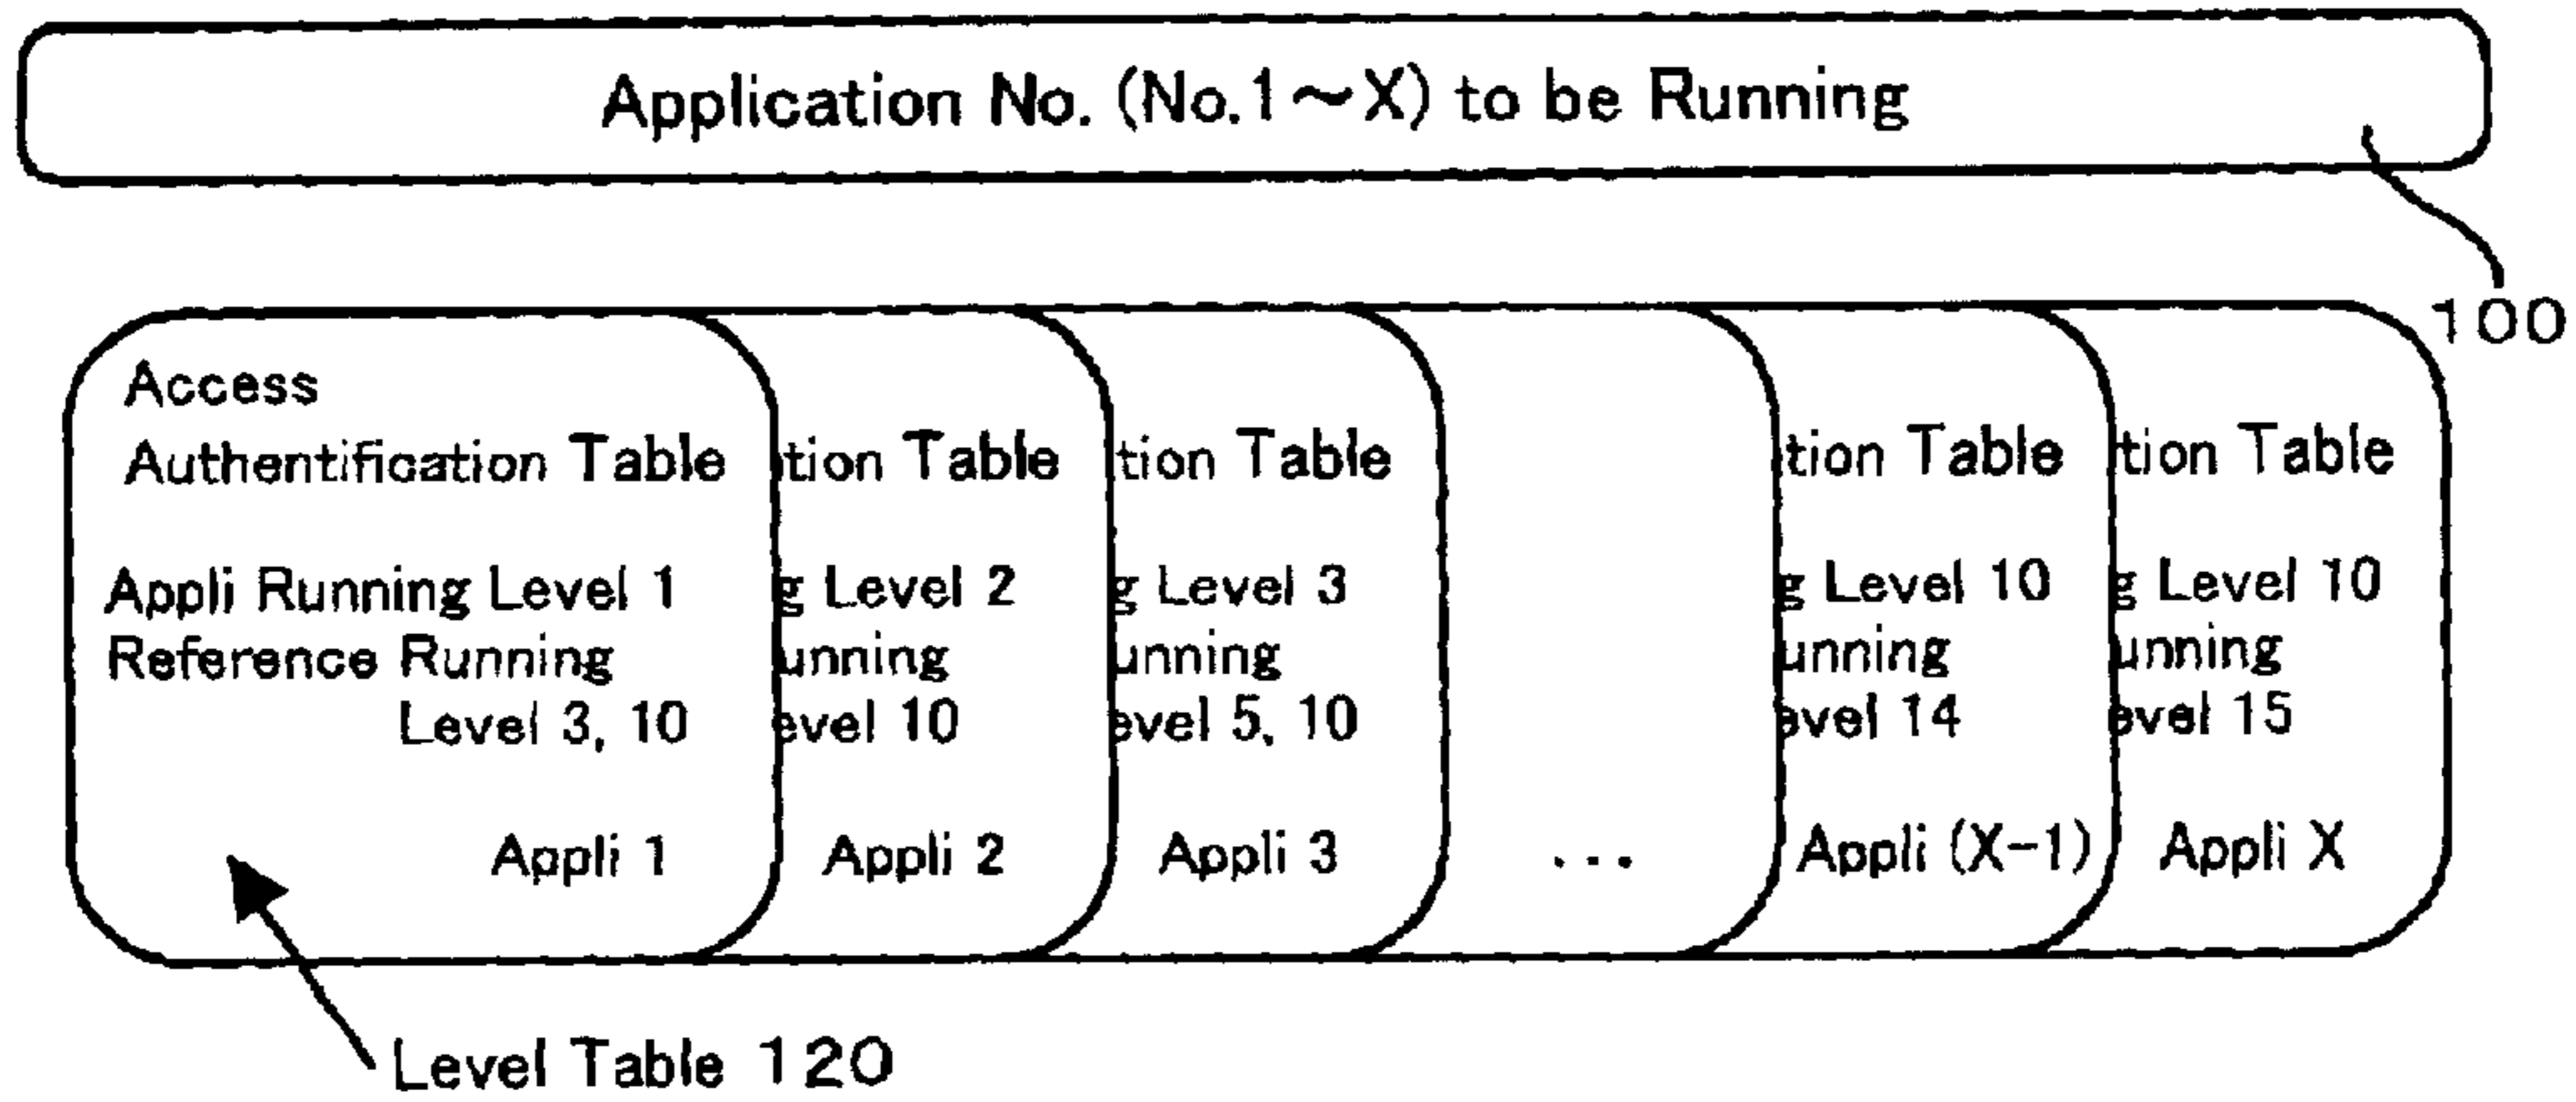 Application No. (No.1~X) to be Running
100
Access
Authentification Table
Appli Running Level 1
Reference Running
Level 3, 10
Appli 1
tion Table
g Level 2
unning
evel 10
Appli 2
tion Table
g Level 3
unning
evel 5, 10
Appli 3
...
tion Table
g Level 10
unning
evel 14
Appli (X-1)
tion Table
g Level 10
unning
evel 15
Appli X
Level Table 120